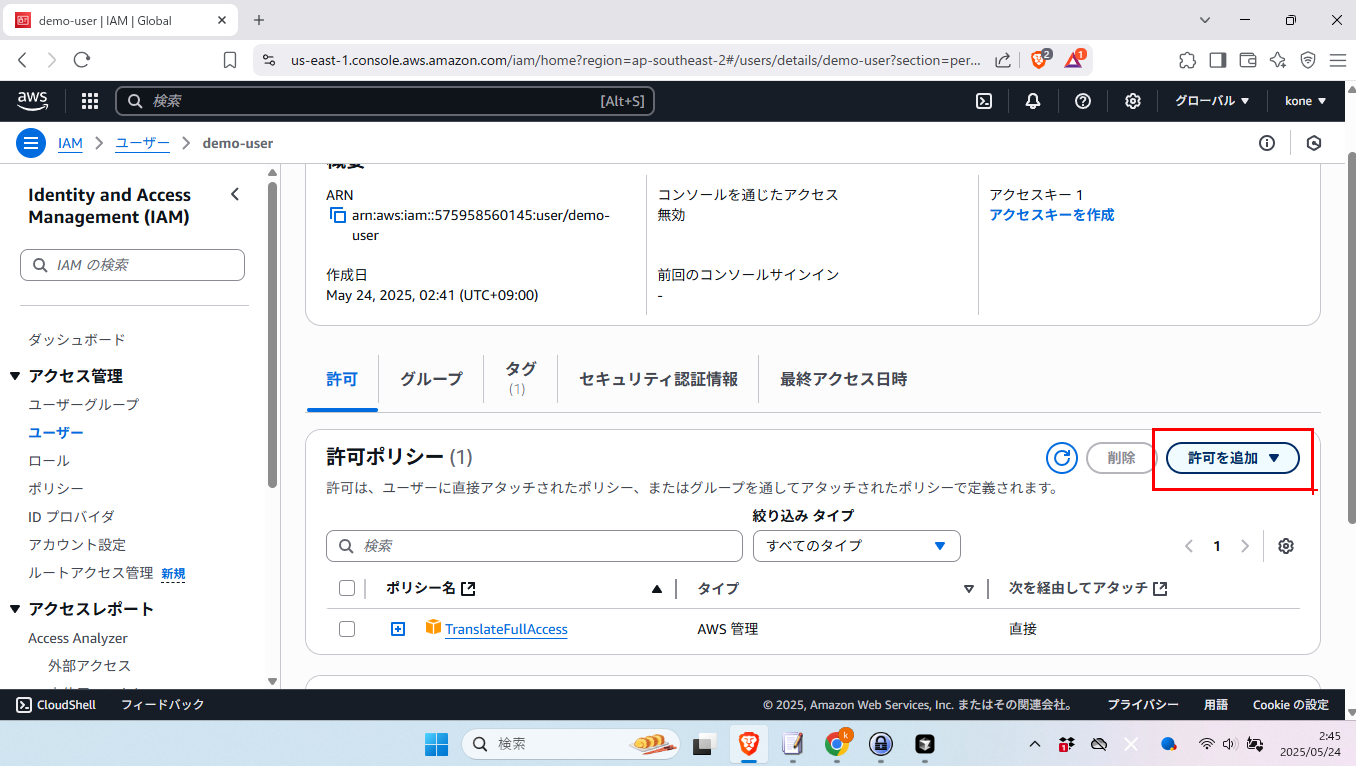 demo-user | IAM | Global
us-east-1.console.aws.amazon.com/iam/home?region=ap-southeast-2#/users/details/demo-user?section=per...
2
1
aws
検索
[Alt+S]
グローバル
kone
IAM
ユーザー
demo-user
Identity and Access
Management (IAM)
IAM の検索
ダッシュボード
アクセス管理
ユーザーグループ
ユーザー
ロール
ポリシー
ID プロバイダ
アカウント設定
ルートアクセス管理 新規
アクセスレポート
Access Analyzer
外部アクセス
概要
ARN
arn:aws:iam::575958560145:user/demo-
user
作成日
May 24, 2025, 02:41 (UTC+09:00)
コンソールを通じたアクセス
無効
前回のコンソールサインイン
-
アクセスキー 1
アクセスキーを作成
許可
グループ
タグ
(1)
セキュリティ認証情報
最終アクセス日時
許可ポリシー (1)
削除
許可を追加
許可は、ユーザーに直接アタッチされたポリシー、またはグループを通してアタッチされたポリシーで定義されます。
絞り込み タイプ
検索
すべてのタイプ
1
ポリシー名
タイプ
次を経由してアタッチ
TranslateFullAccess
AWS 管理
直接
CloudShell
フィードバック
© 2025, Amazon Web Services, Inc. またはその関連会社。
プライバシー
用語
Cookie の設定
検索
k
11
2:45
2025/05/24